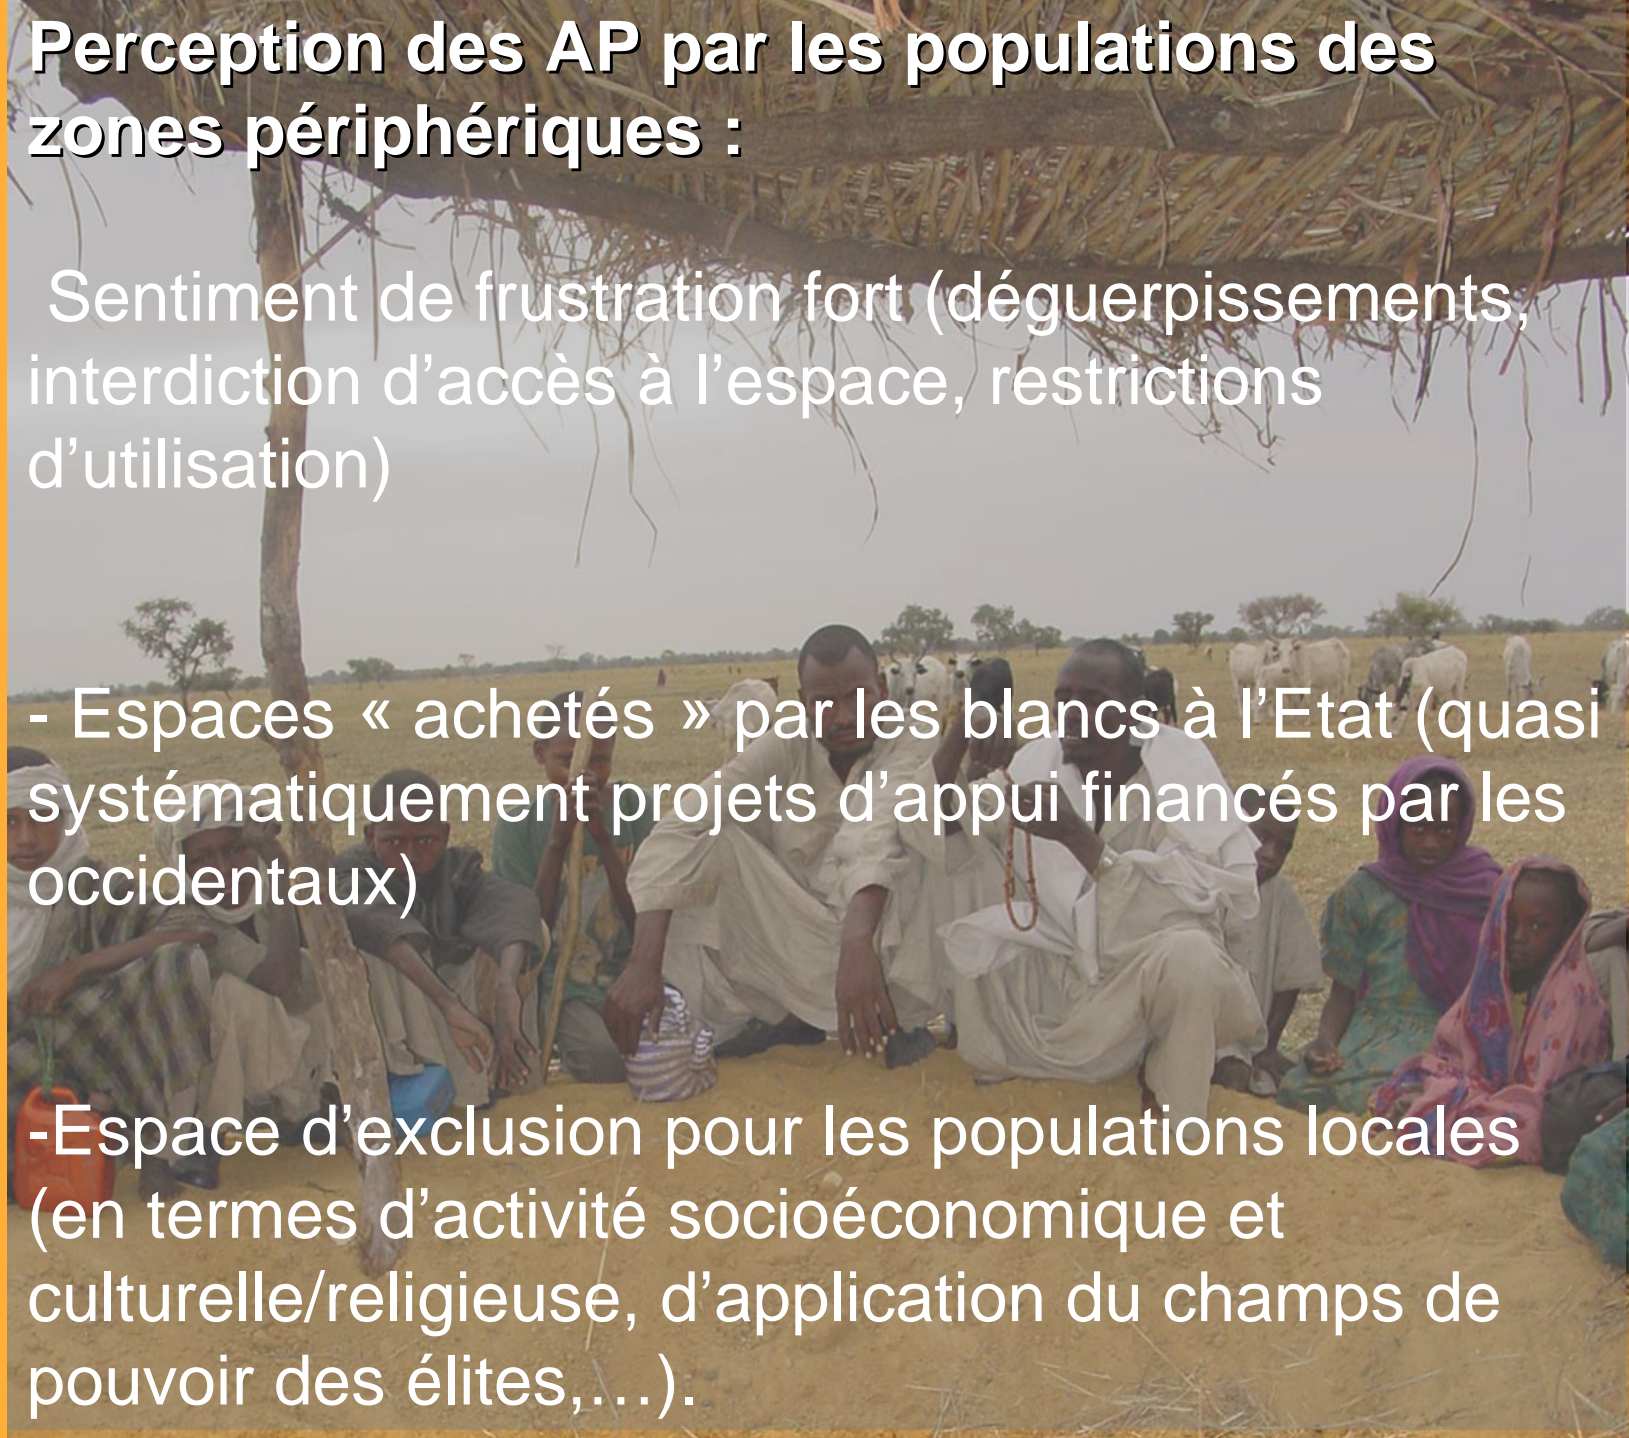 Perception des AP par les populations des
zones périphériques :
Sentiment de frustration fort (déguerpissements,
interdiction d’accès à l’espace, restrictions
d’utilisation)
- Espaces « achetés » par les blancs à l’Etat (quasi
systématiquement projets d’appui financés par les
occidentaux)
-Espace d’exclusion pour les populations locales
(en termes d’activité socioéconomique et
culturelle/religieuse, d’application du champs de
pouvoir des élites,…).